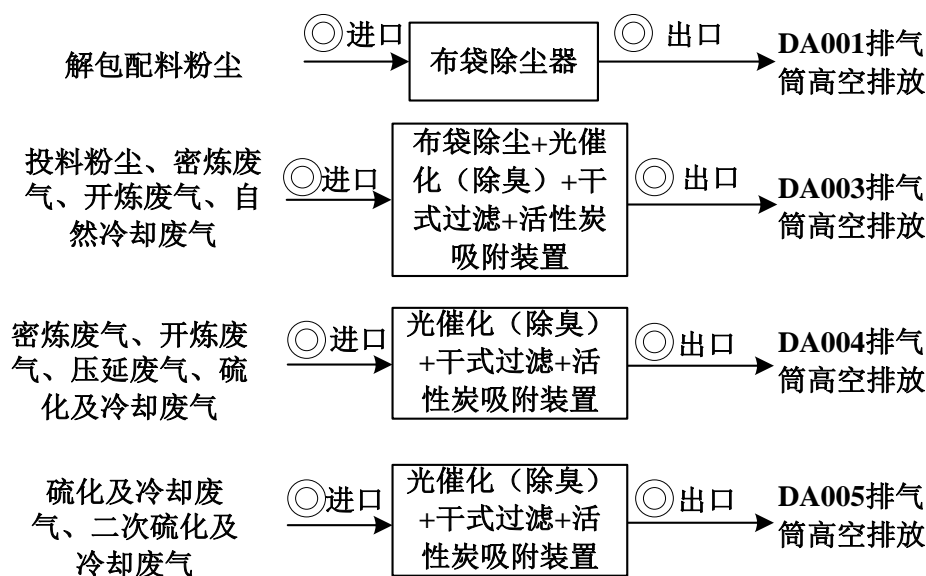 解包配料粉尘
进口
布袋除尘器
出口
DA001排气
筒高空排放
投料粉尘、密炼废
气、开炼废气、自
然冷却废气
进口
布袋除尘+光催
化（除臭）+干
式过滤+活性炭
吸附装置
出口
DA003排气
筒高空排放
密炼废气、开炼废
气、压延废气、硫
化及冷却废气
进口
光催化（除臭）
+干式过滤+活
性炭吸附装置
出口
DA004排气
筒高空排放
硫化及冷却废
气、二次硫化及
冷却废气
进口
光催化（除臭）
+干式过滤+活
性炭吸附装置
出口
DA005排气
筒高空排放